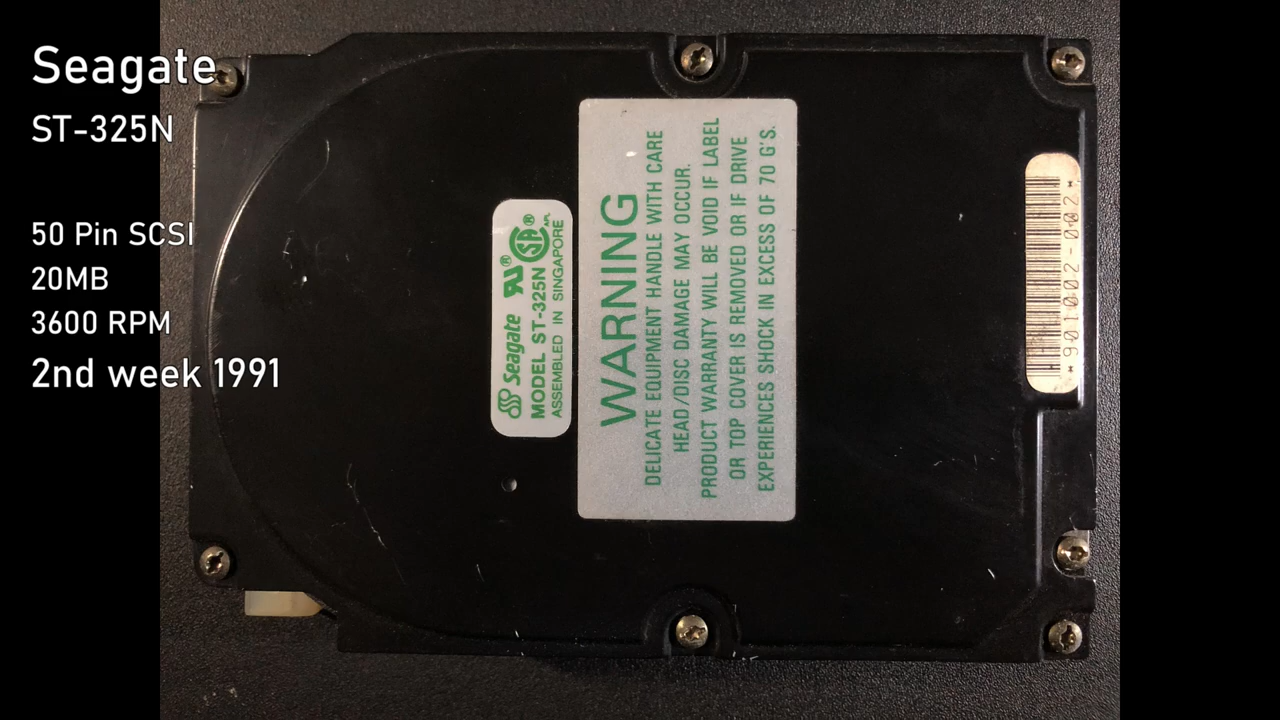 Seagate
ST-325N
50 Pin SCSI
20MB
3600 RPM
2nd week 1991
Seagate
MODEL ST-325N
ASSEMBLED IN SINGAPORE
WARNING
DELICATE EQUIPMENT HANDLE WITH CARE
HEAD/DISC DAMAGE MAY OCCUR.
PRODUCT WARRANTY WILL BE VOID IF LABEL
OR TOP COVER IS REMOVED OR IF DRIVE
EXPERIENCES SHOCK IN EXCESS OF 70 G'S.
*901002-002*